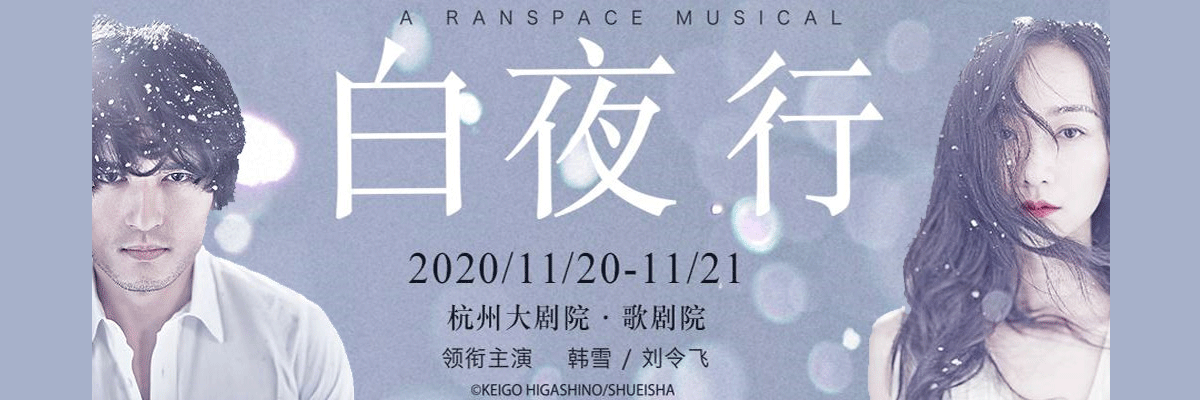 A RANSPACE MUSICAL
白夜行
2020/11/20-11/21
杭州大剧院·歌剧院
领衔主演 韩雪 / 刘令飞
©KEIGO HIGASHINO/SHUEISHA